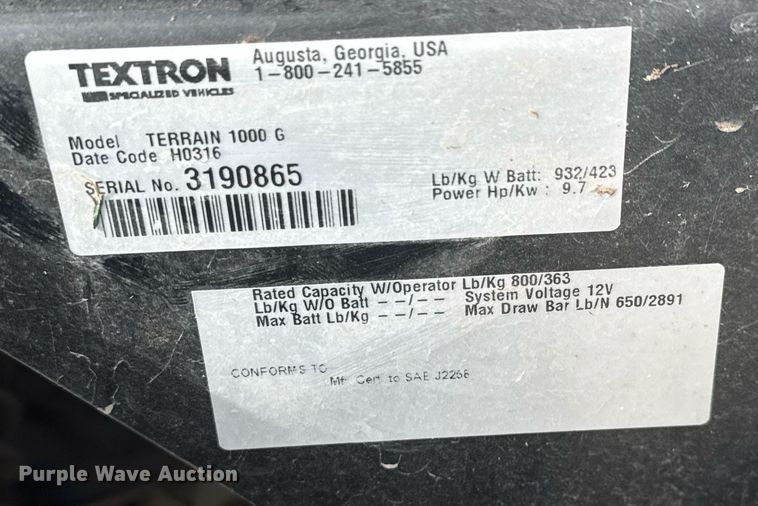 TEXTRON
SPECIALIZED VEHICLES
Augusta, Georgia, USA
1-800-241-5855
Model TERRAIN 1000 G
Date Code H0316
SERIAL No. 3190865
Lb/Kg W Batt: 932/423
Power Hp/Kw : 9.7
Rated Capacity W/Operator Lb/Kg 800/363
Lb/Kg W/O Batt --/-- System Voltage 12V
Max Batt Lb/Kg --/-- Max Draw Bar Lb/N 650/2891
CONFORMS TO
Mfr Cert. to SAE J2258
Purple Wave Auction